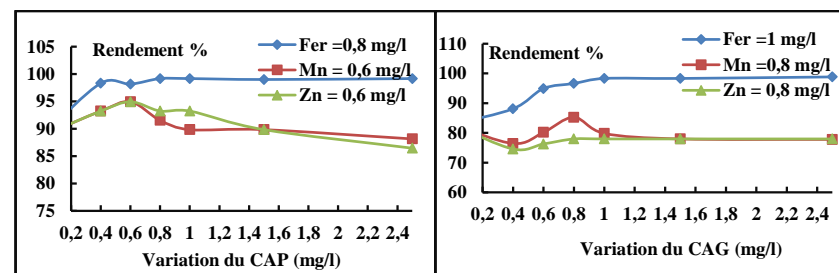 Rendement %
Fer =0,8 mg/l
Mn = 0,6 mg/l
Zn = 0,6 mg/l
105
100
95
90
85
80
75
0,2 0,4 0,6 0,8 1 1,2 1,4 1,6 1,8 2 2,2 2,4
Variation du CAP (mg/l)
Rendement %
Fer =1 mg/l
Mn =0,8 mg/l
Zn = 0,8 mg/l
110
100
90
80
70
60
0,2 0,4 0,6 0,8 1 1,2 1,4 1,6 1,8 2 2,2 2,4
Variation du CAG (mg/l)